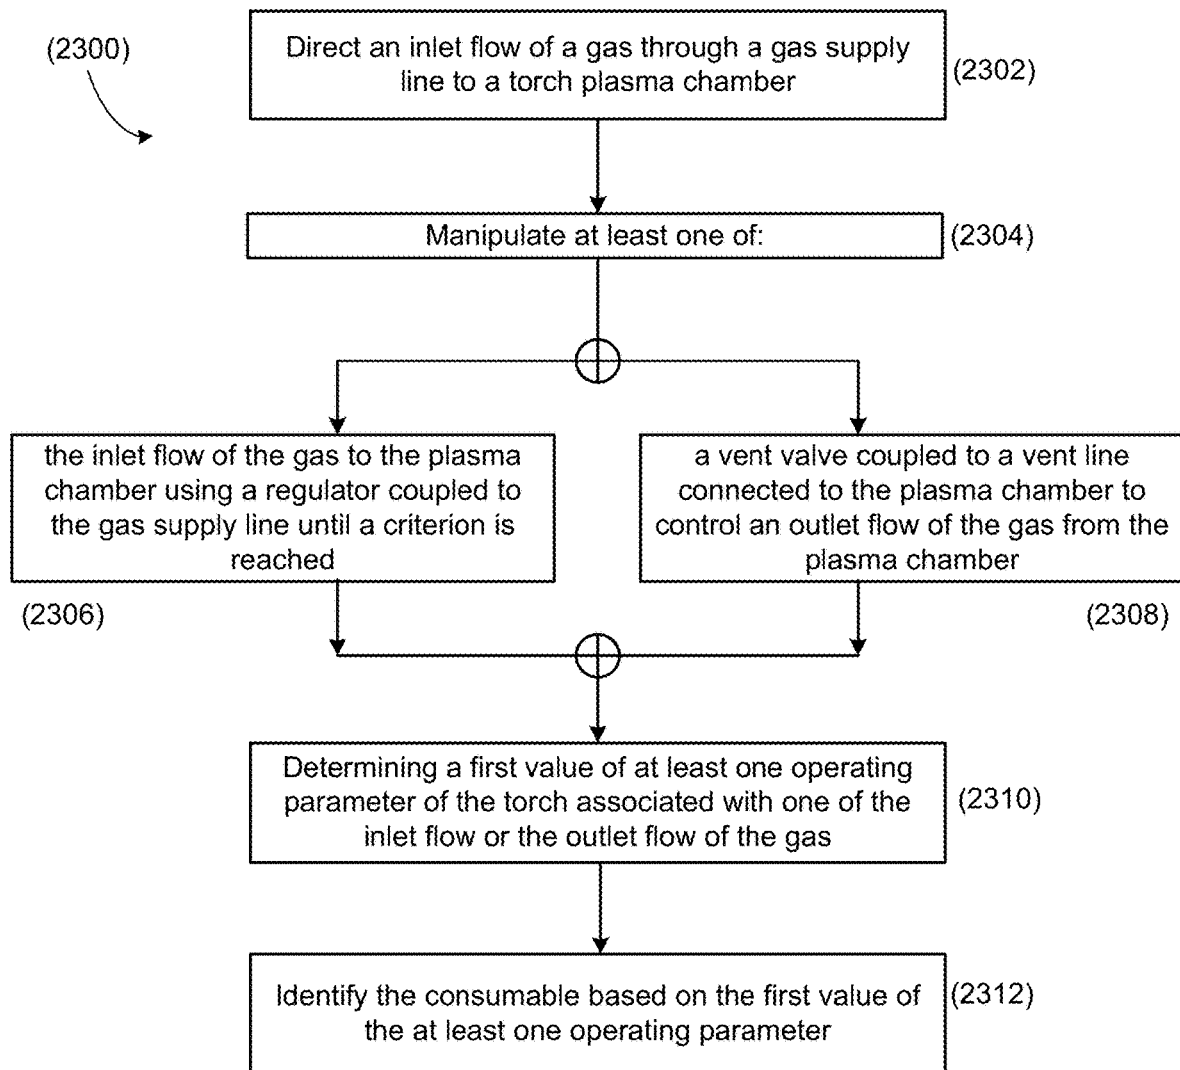 (2300)
Direct an inlet flow of a gas through a gas supply
line to a torch plasma chamber
(2302)
Manipulate at least one of:
(2304)
the inlet flow of the gas to the plasma
chamber using a regulator coupled to
the gas supply line until a criterion is
reached
(2306)
a vent valve coupled to a vent line
connected to the plasma chamber to
control an outlet flow of the gas from the
plasma chamber
(2308)
Determining a first value of at least one operating
parameter of the torch associated with one of the
inlet flow or the outlet flow of the gas
(2310)
Identify the consumable based on the first value of
the at least one operating parameter
(2312)